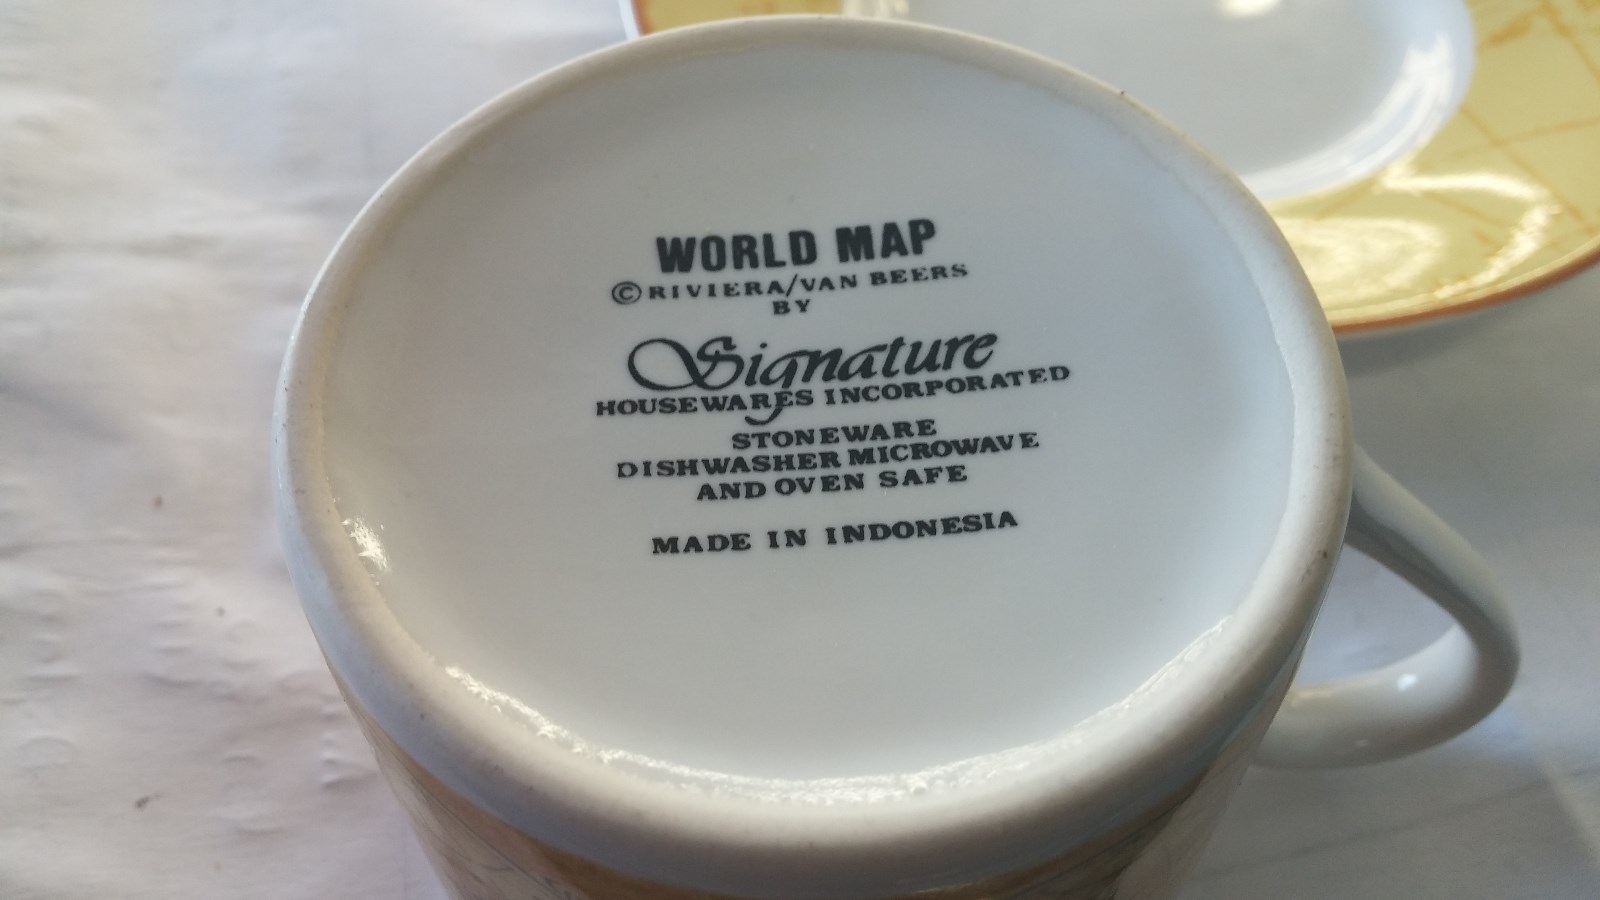 WORLD MAP
©RIVIERA/VAN BEERS
BY
Signature
HOUSEWARES INCORPORATED
STONEWARE
DISHWASHER MICROWAVE
AND OVEN SAFE
MADE IN INDONESIA